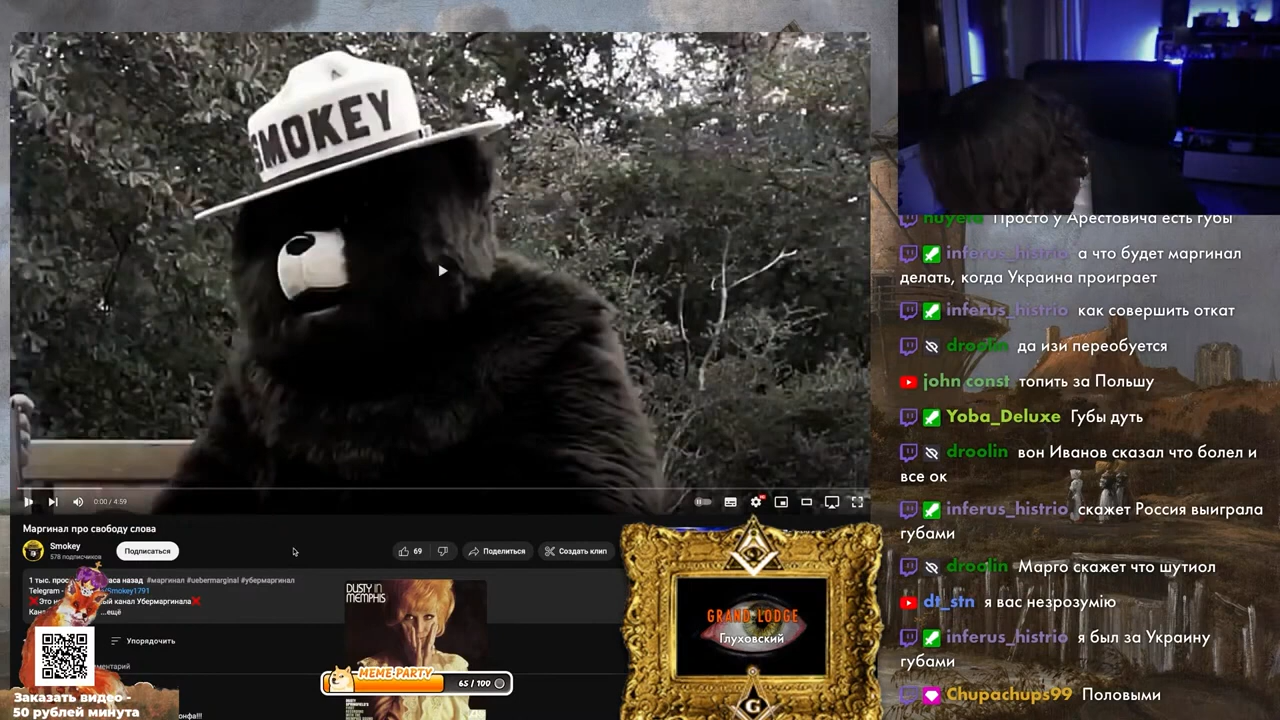 SMOKEY
0:00 / 4:59
Маргинал про свободу слова
Smokey
578 подписчиков
Подписаться
69
Поделиться
Создать клип
#маргинал #uebermarginal #убермаргинал
Telegram -
Smokey1791
канал Убермаргинала
...ещё
Упорядочить
Заказать видео -
50 рублей минута
DUSTY IN
MEMPHIS
MEME-PARTY
65 / 100
GRAND LODGE
Глуховский
G
Просто у Арестовича есть губы
inferus_histrio а что будет маргинал
делать, когда Украина проиграет
inferus_histrio как совершить откат
droolin да изи переобуется
john const топить за Польшу
Yoba_Deluxe Губы дуть
droolin вон Иванов сказал что болел и
все ок
inferus_histrio скажет Россия выиграла
губами
droolin Марго скажет что шутиол
dt_stn я вас незрозумію
inferus_histrio я был за Украину
губами
Chupachups99 Половыми